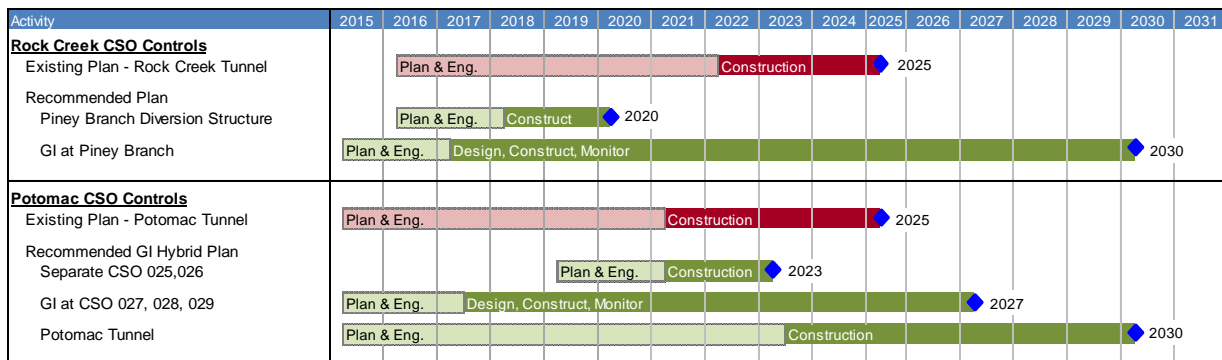 Activity 2015 2016 2017 2018 2019 2020 2021 2022 2023 2024 2025 2026 2027 2028 2029 2030 2031
Rock Creek CSO Controls
Existing Plan - Rock Creek Tunnel Plan & Eng. Construction 2025
Recommended Plan
Piney Branch Diversion Structure Plan & Eng. Construct 2020
GI at Piney Branch Plan & Eng. Design, Construct, Monitor 2030
Potomac CSO Controls
Existing Plan - Potomac Tunnel Plan & Eng. Construction 2025
Recommended GI Hybrid Plan
Separate CSO 025,026 Plan & Eng. Construction 2023
GI at CSO 027, 028, 029 Plan & Eng. Design, Construct, Monitor 2027
Potomac Tunnel Plan & Eng. Construction 2030